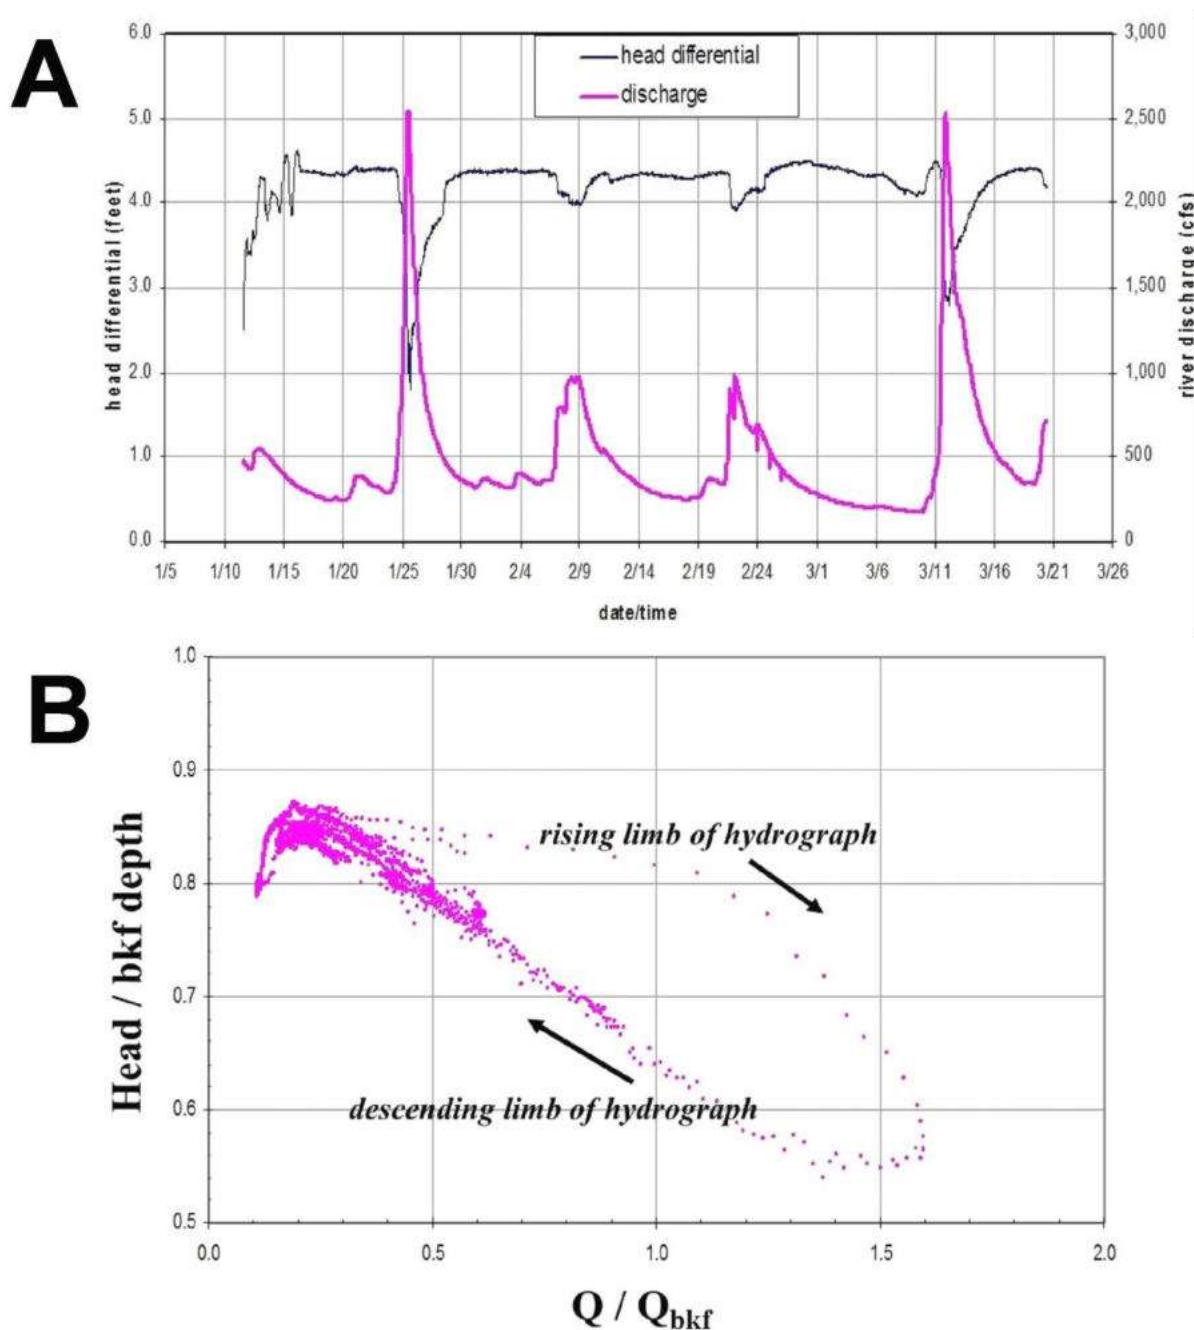 A
head differential
discharge
head differential (feet)
6.0
5.0
4.0
3.0
2.0
1.0
0.0
3,000
2,500
2,000
1,500
1,000
500
0
river discharge (cfs)
1/5 1/10 1/15 1/20 1/25 1/30 2/4 2/9 2/14 2/19 2/24 3/1 3/6 3/11 3/16 3/21 3/26
date/time
B
Head / bkf depth
1.0
0.9
0.8
0.7
0.6
0.5
rising limb of hydrograph
descending limb of hydrograph
0.0 0.5 1.0 1.5 2.0
Q / Qbkf